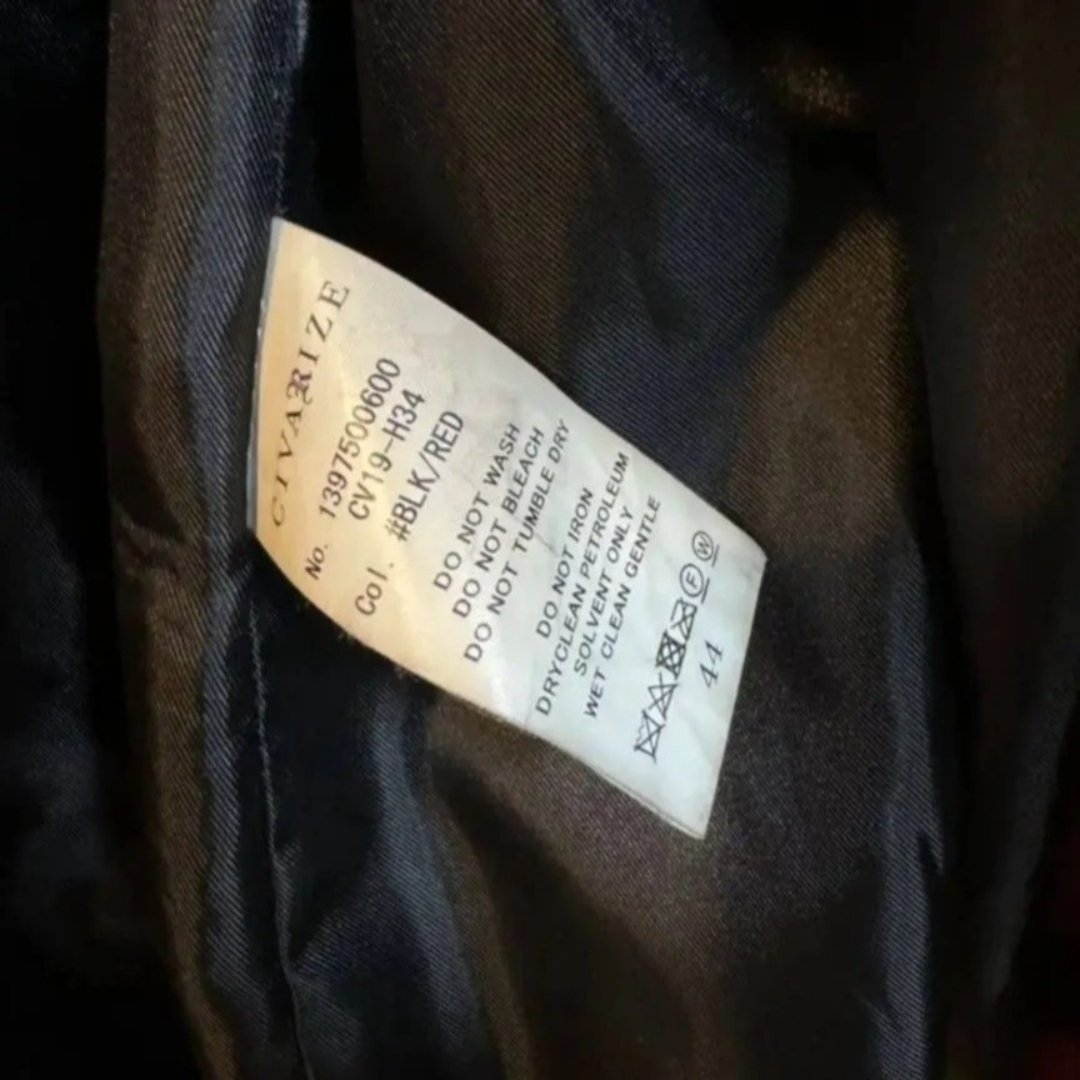 CIVARIZE
No. 1397500600
CV19-H34
Col. #BLK/RED
DO NOT WASH
DO NOT BLEACH
DO NOT TUMBLE DRY
DO NOT IRON
DRYCLEAN PETROLEUM
SOLVENT ONLY
WET CLEAN GENTLE
F W
44